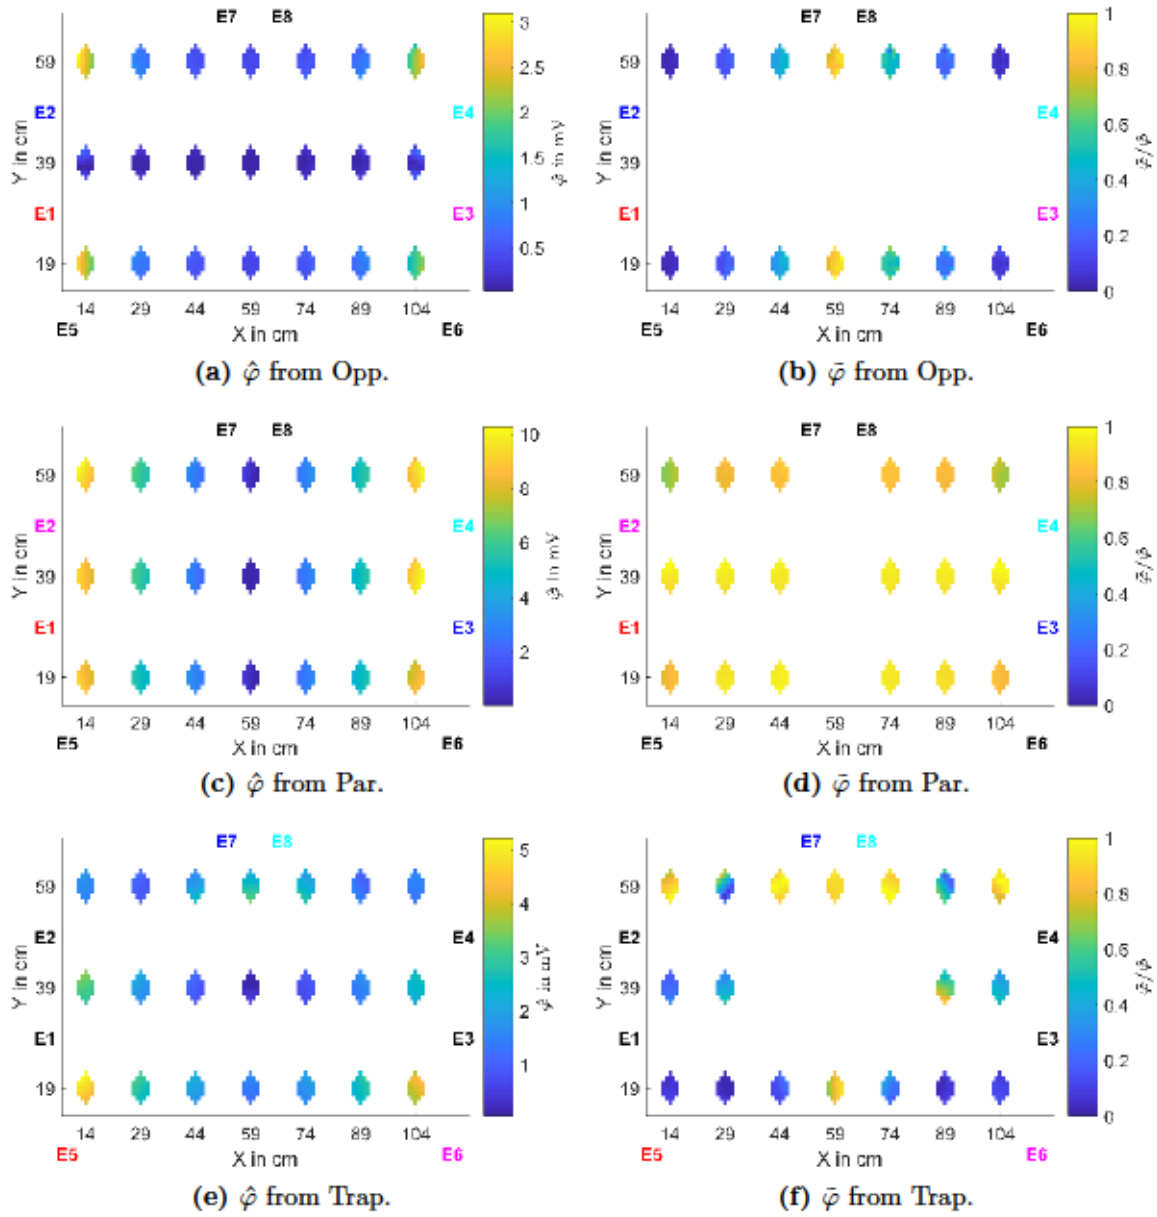 E7 E8
3
2.5
2
1.5
1
0.5
φ̂ in mV
59
E2 E4
Y in cm
39
E1 E3
19
14 29 44 59 74 89 104
E5 X in cm E6
(a) φ̂ from Opp.
E7 E8
1
0.8
0.6
0.4
0.2
0
φ̄/φ̂
59
E2 E4
Y in cm
39
E1 E3
19
14 29 44 59 74 89 104
E5 X in cm E6
(b) φ̄ from Opp.
E7 E8
10
8
6
4
2
φ̂ in mV
59
E2 E4
Y in cm
39
E1 E3
19
14 29 44 59 74 89 104
E5 X in cm E6
(c) φ̂ from Par.
E7 E8
1
0.8
0.6
0.4
0.2
0
φ̄/φ̂
59
E2 E4
Y in cm
39
E1 E3
19
14 29 44 59 74 89 104
E5 X in cm E6
(d) φ̄ from Par.
E7 E8
5
4
3
2
1
φ̂ in mV
59
E2 E4
Y in cm
39
E1 E3
19
14 29 44 59 74 89 104
E5 X in cm E6
(e) φ̂ from Trap.
E7 E8
1
0.8
0.6
0.4
0.2
0
φ̄/φ̂
59
E2 E4
Y in cm
39
E1 E3
19
14 29 44 59 74 89 104
E5 X in cm E6
(f) φ̄ from Trap.